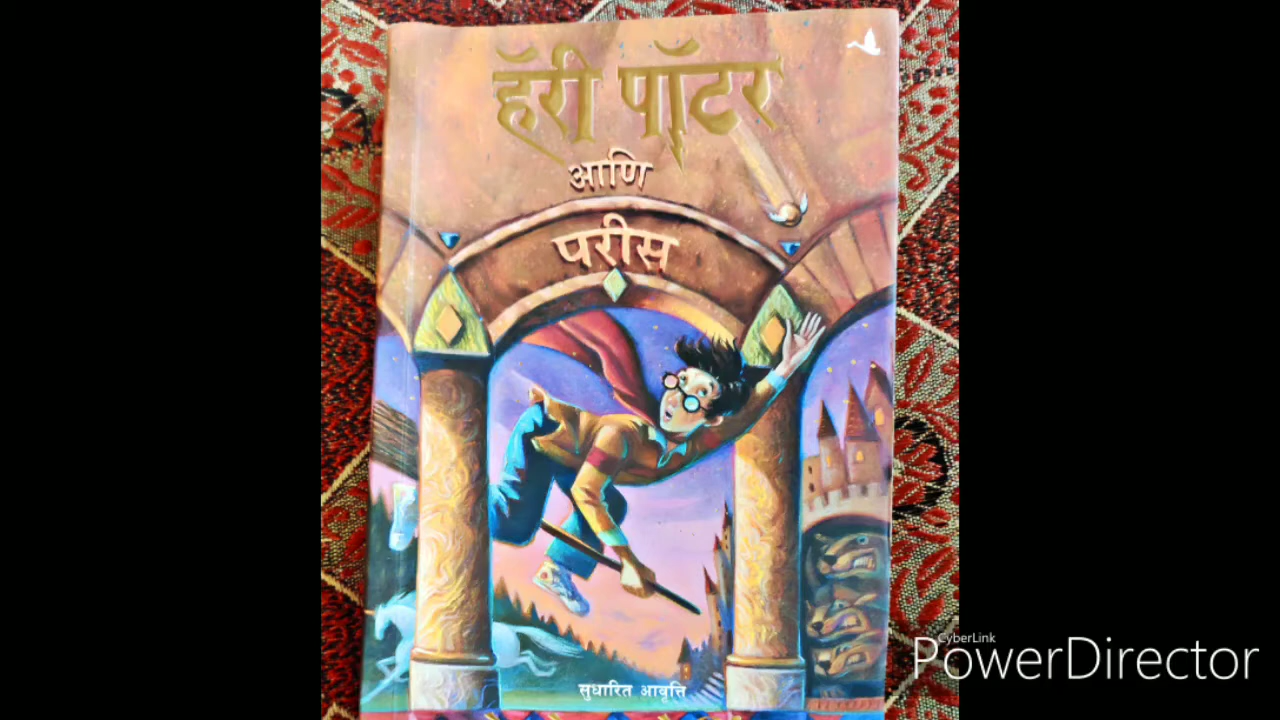 हॅरी पॉटर
आणि
परीस
सुधारित आवृत्ति
CyberLink
PowerDirector